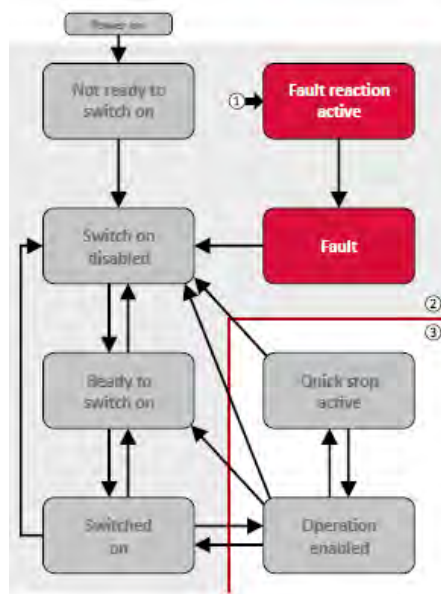 Power on
Not ready to
switch on
①
Fault reaction
active
Switch on
disabled
Fault
②
③
Ready to
switch on
Quick stop
active
Switched
on
Operation
enabled